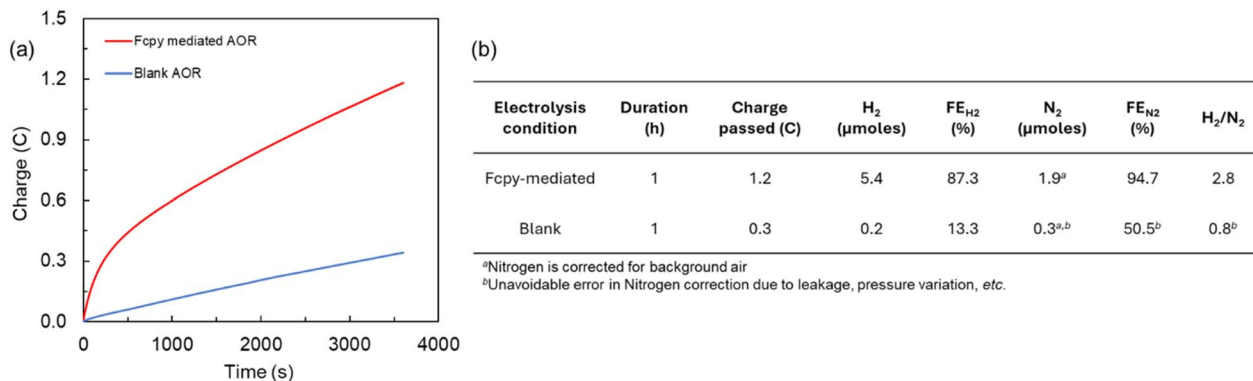 (a)
1.5
1.2
0.9
0.6
0.3
0.0
Charge (C)
Fcpy mediated AOR
Blank AOR
0 1000 2000 3000 4000
Time (s)
(b)
Electrolysis condition Duration (h) Charge passed (C) H₂ (μmoles) FE_H2 (%) N₂ (μmoles) FE_N2 (%) H₂/N₂
Fcpy-mediated 1 1.2 5.4 87.3 1.9ᵃ 94.7 2.8
Blank 1 0.3 0.2 13.3 0.3ᵃ,ᵇ 50.5ᵇ 0.8ᵇ
ᵃNitrogen is corrected for background air
ᵇUnavoidable error in Nitrogen correction due to leakage, pressure variation, etc.